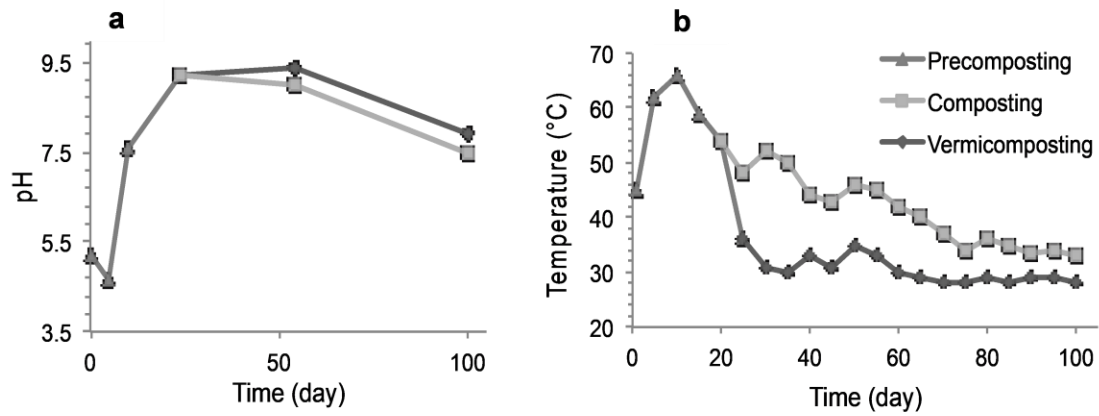 a
pH
9.5
7.5
5.5
3.5
0
50
100
Time (day)
b
Temperature (°C)
70
60
50
40
30
20
0
20
40
60
80
100
Time (day)
Precomposting
Composting
Vermicomposting